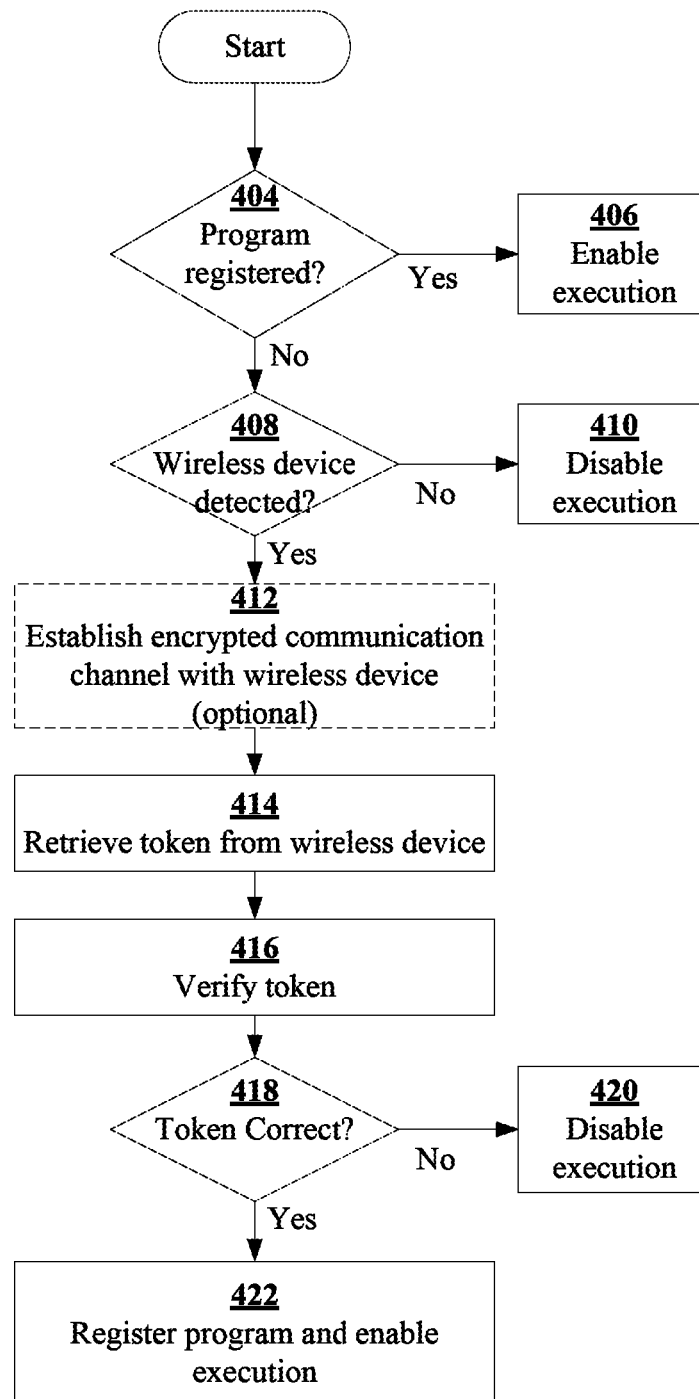 Start
404
Program
registered?
Yes
406
Enable
execution
No
408
Wireless device
detected?
No
410
Disable
execution
Yes
412
Establish encrypted communication
channel with wireless device
(optional)
414
Retrieve token from wireless device
416
Verify token
418
Token Correct?
No
420
Disable
execution
Yes
422
Register program and enable
execution